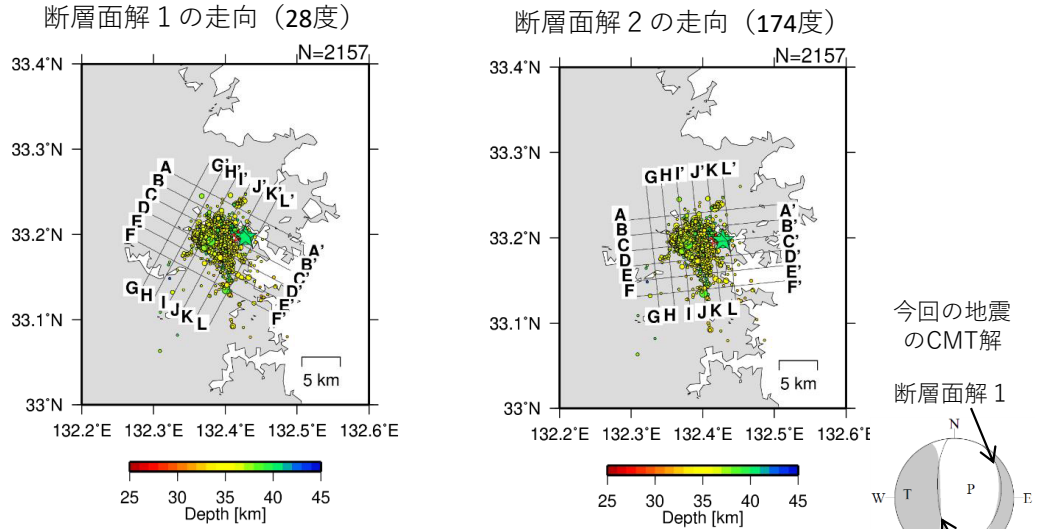 断層面解１の走向（28度）
N=2157
33.4˚N
33.3˚N
33.2˚N
33.1˚N
33˚N
132.2˚E 132.3˚E 132.4˚E 132.5˚E 132.6˚E
A
B
C
D
E
F
G' H' I' J' K' L'
A'
B'
C'
D'
E'
F'
G H I J K L
5 km
25 30 35 40 45
Depth [km]
断層面解２の走向（174度）
N=2157
33.4˚N
33.3˚N
33.2˚N
33.1˚N
33˚N
132.2˚E 132.3˚E 132.4˚E 132.5˚E 132.6
G H I' J' K L'
A
B
C
D
E
F
A'
B'
C'
D'
E'
F'
G H I J K L
5 km
25 30 35 40 45
Depth [km]
今回の地震
のCMT解
断層面解１
N
W T P E